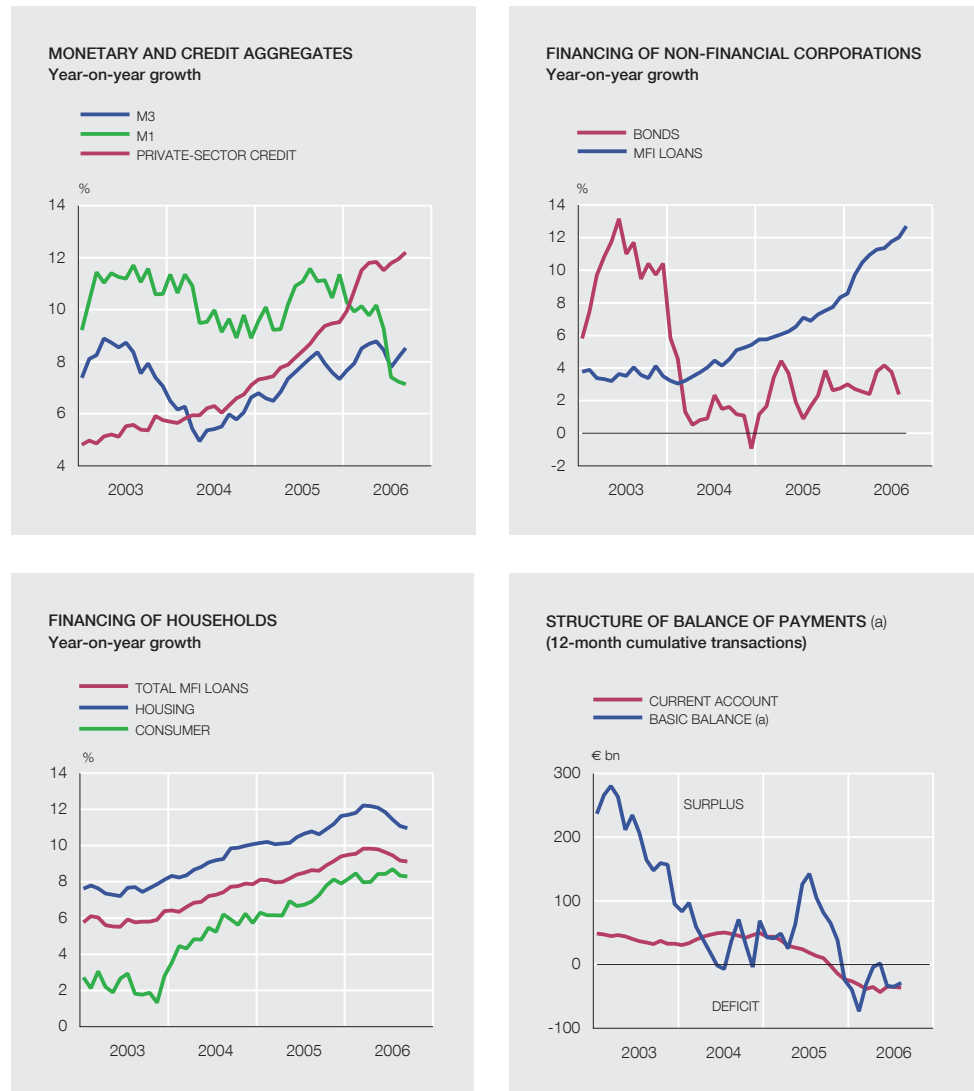 MONETARY AND CREDIT AGGREGATES
Year-on-year growth
M3
M1
PRIVATE-SECTOR CREDIT
%
14
12
10
8
6
4
2003 2004 2005 2006
FINANCING OF NON-FINANCIAL CORPORATIONS
Year-on-year growth
BONDS
MFI LOANS
%
14
12
10
8
6
4
2
0
-2
2003 2004 2005 2006
FINANCING OF HOUSEHOLDS
Year-on-year growth
TOTAL MFI LOANS
HOUSING
CONSUMER
%
14
12
10
8
6
4
2
0
2003 2004 2005 2006
STRUCTURE OF BALANCE OF PAYMENTS (a)
(12-month cumulative transactions)
CURRENT ACCOUNT
BASIC BALANCE (a)
€ bn
300
200
100
0
-100
SURPLUS
DEFICIT
2003 2004 2005 2006